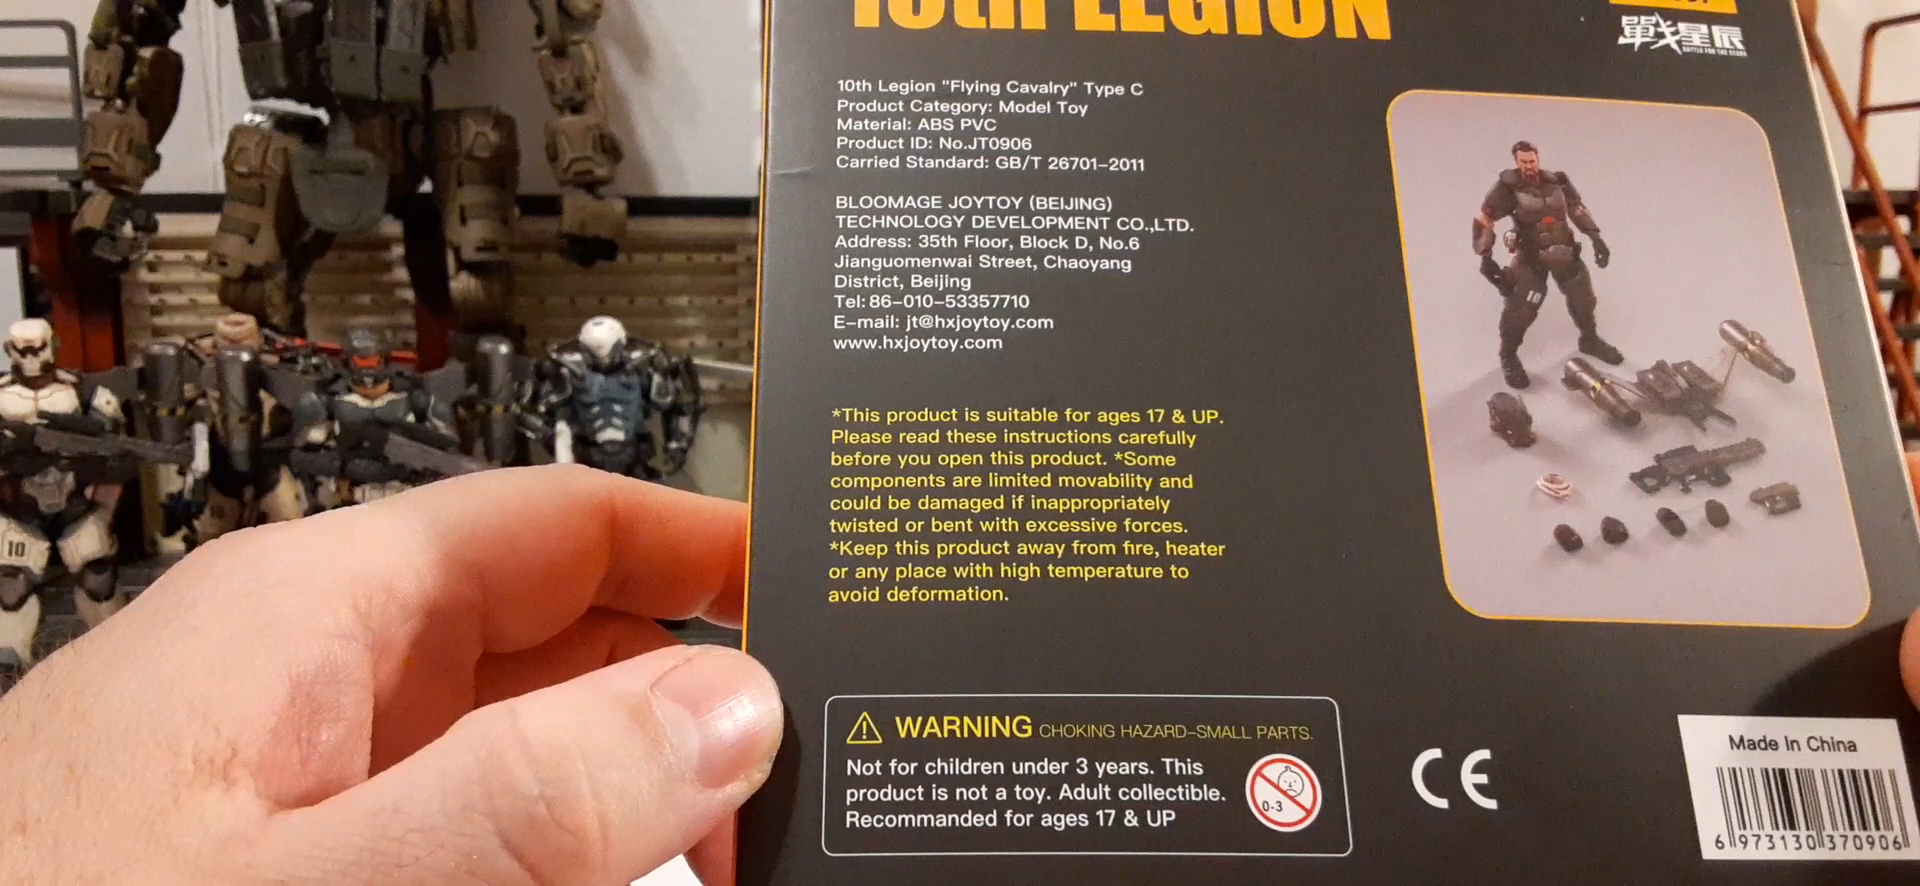 10th LEGION
戰星辰
BATTLE FOR THE STARS
10th Legion "Flying Cavalry" Type C
Product Category: Model Toy
Material: ABS PVC
Product ID: No.JT0906
Carried Standard: GB/T 26701-2011
BLOOMAGE JOYTOY (BEIJING)
TECHNOLOGY DEVELOPMENT CO.,LTD.
Address: 35th Floor, Block D, No.6
Jianguomenwai Street, Chaoyang
District, Beijing
Tel: 86-010-53357710
E-mail: jt@hxjoytoy.com
www.hxjoytoy.com
*This product is suitable for ages 17 & UP.
Please read these instructions carefully
before you open this product. *Some
components are limited movability and
could be damaged if inappropriately
twisted or bent with excessive forces.
*Keep this product away from fire, heater
or any place with high temperature to
avoid deformation.
10
10
10
WARNING CHOKING HAZARD-SMALL PARTS.
Not for children under 3 years. This
product is not a toy. Adult collectible.
Recommanded for ages 17 & UP
0-3
CE
Made In China
6 973130 370906